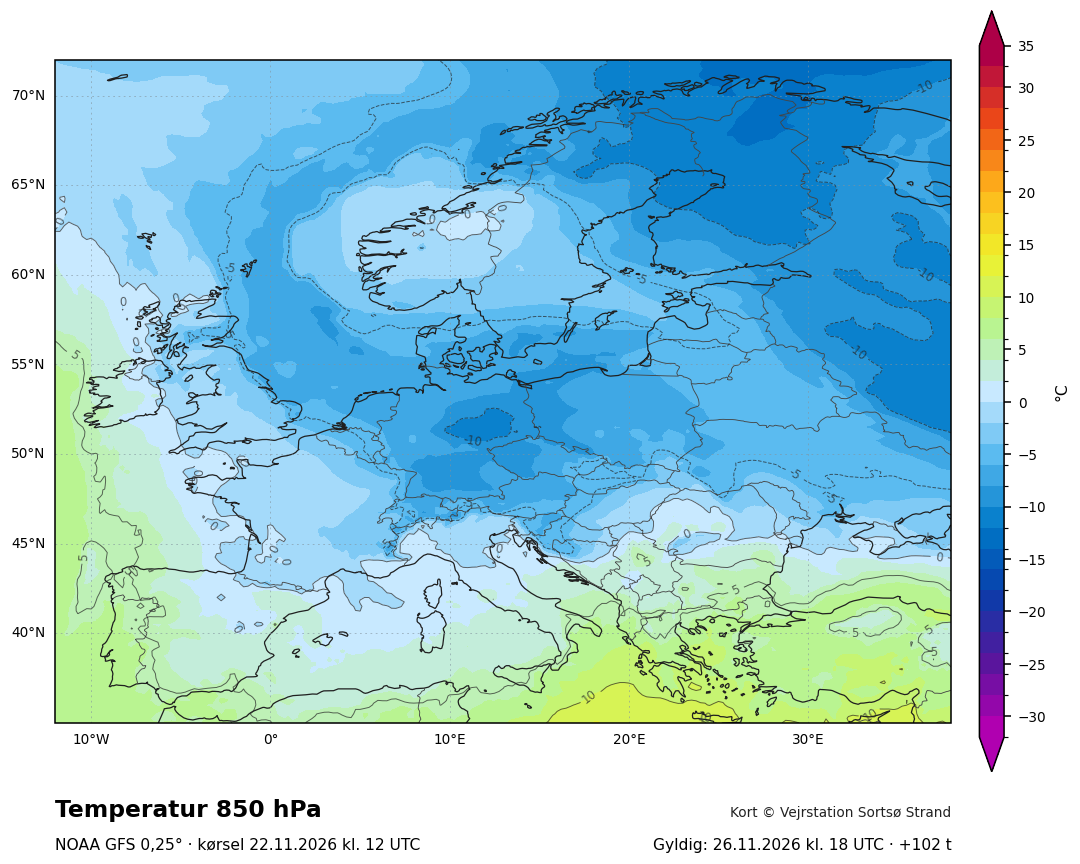 70°N
65°N
60°N
55°N
50°N
45°N
40°N
10°W
0°
10°E
20°E
30°E
35
30
25
20
15
10
5
0
−5
−10
−15
−20
−25
−30
°C
Temperatur 850 hPa
Kort © Vejrstation Sortsø Strand
NOAA GFS 0,25° · kørsel 22.11.2026 kl. 12 UTC
Gyldig: 26.11.2026 kl. 18 UTC · +102 t